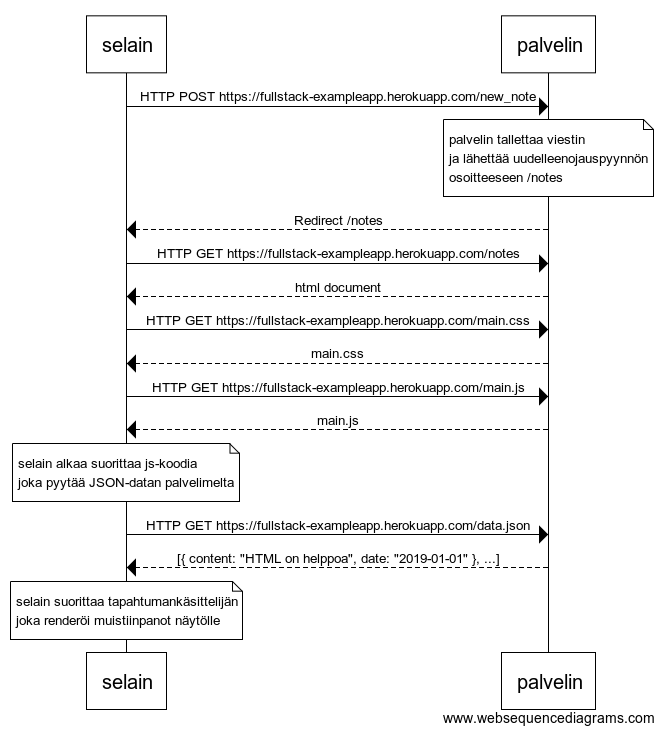 selain
palvelin
HTTP POST https://fullstack-exampleapp.herokuapp.com/new_note
palvelin tallettaa viestin
ja lähettää uudelleenojauspyynnön
osoitteeseen /notes
Redirect /notes
HTTP GET https://fullstack-exampleapp.herokuapp.com/notes
html document
HTTP GET https://fullstack-exampleapp.herokuapp.com/main.css
main.css
HTTP GET https://fullstack-exampleapp.herokuapp.com/main.js
main.js
selain alkaa suorittaa js-koodia
joka pyytää JSON-datan palvelimelta
HTTP GET https://fullstack-exampleapp.herokuapp.com/data.json
[{ content: "HTML on helppoa", date: "2019-01-01" }, ...]
selain suorittaa tapahtumankäsittelijän
joka renderöi muistiinpanot näytölle
selain
palvelin
www.websequencediagrams.com